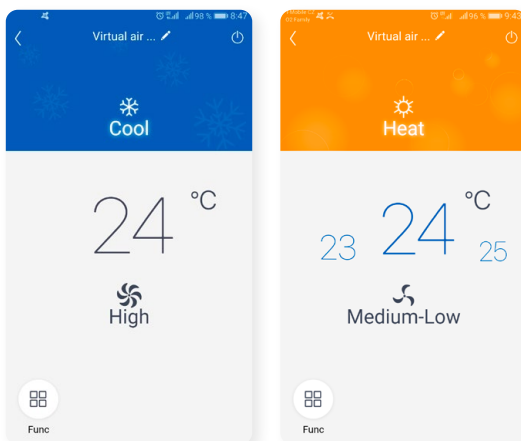 98 % 8:47
Virtual air ...
Cool
24 °C
High
Func
96 % 9:43
Virtual air ...
Heat
23 24 °C 25
Medium-Low
Func